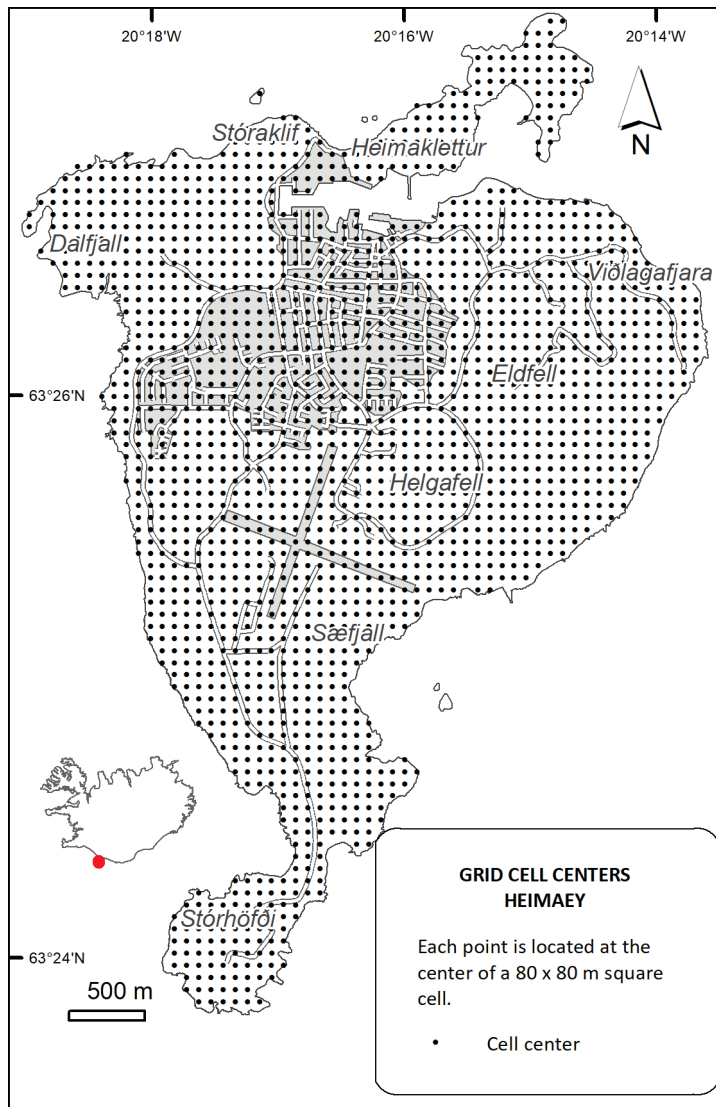 20°18'W
20°16'W
20°14'W
Stóraklif
Heimaklettur
N
Dalfjall
Viðlagafjara
Eldfell
63°26'N
Helgafell
Sæfjall
Stórhöfði
63°24'N
500 m
GRID CELL CENTERS
HEIMAEY
Each point is located at the
center of a 80 x 80 m square
cell.
• Cell center